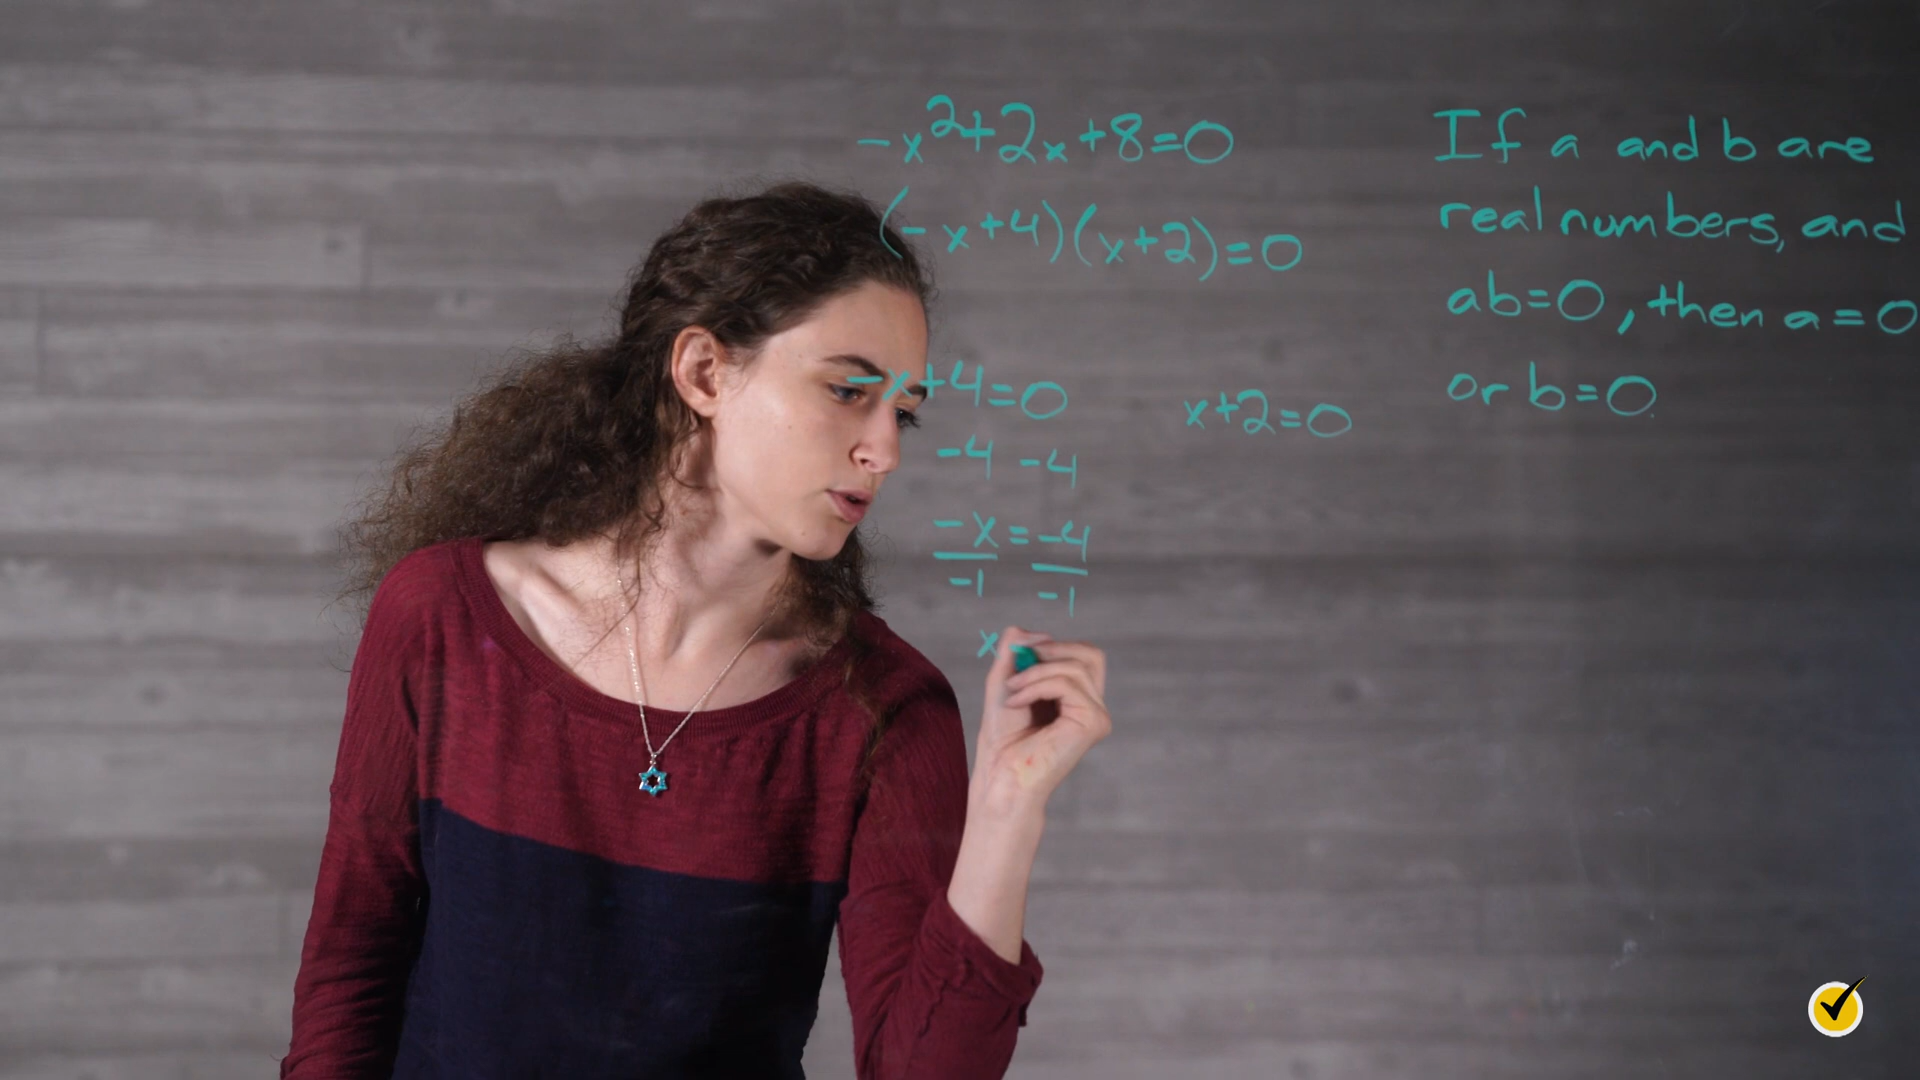 -x²+2x+8=0
(-x+4)(x+2)=0
-x+4=0
-4 -4
-x=-4
-1 -1
x
x+2=0
If a and b are
real numbers, and
ab=0, then a=0
or b=0